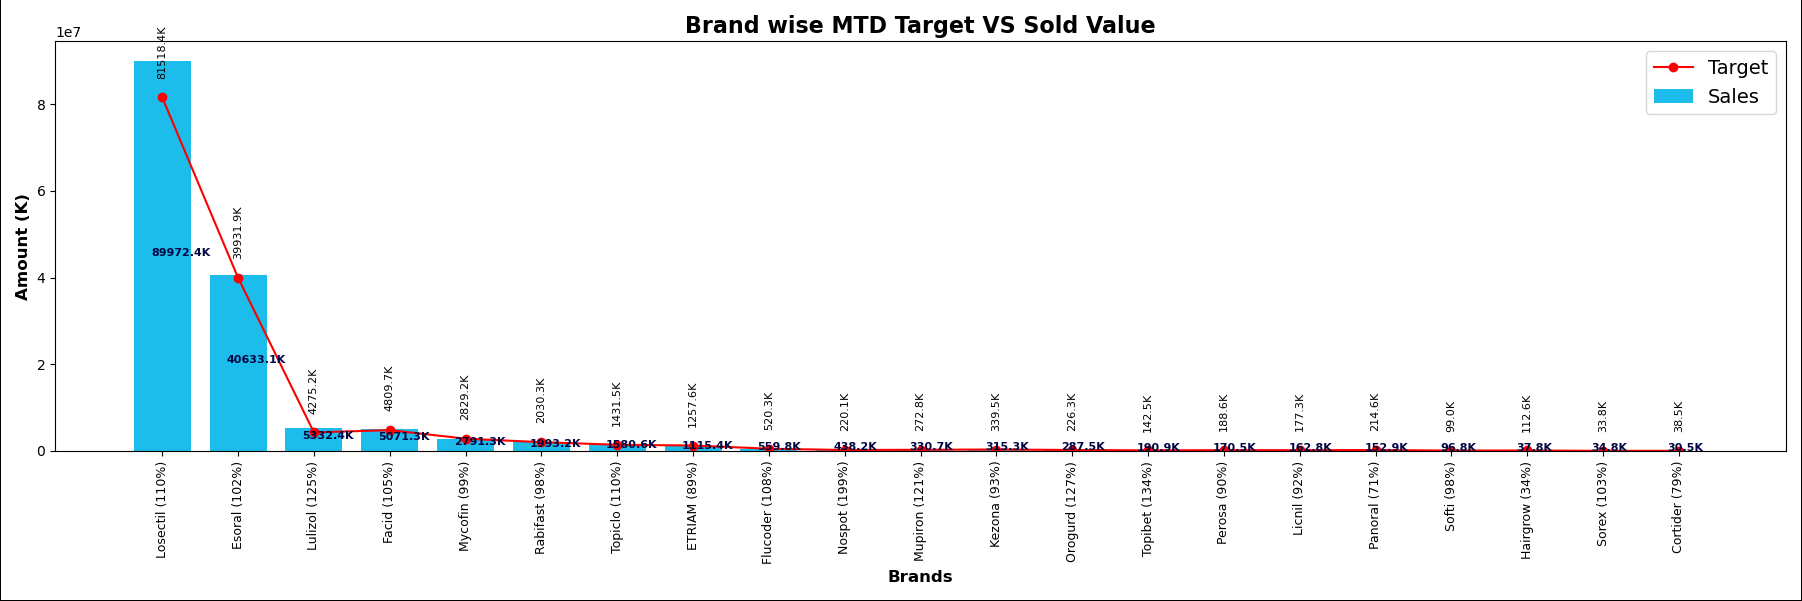 Brand wise MTD Target VS Sold Value
1e7
Target
Sales
Amount (K)
8
6
4
2
0
81518.4K
39931.9K
4275.2K
4809.7K
2829.2K
2030.3K
1431.5K
1257.6K
520.3K
220.1K
272.8K
339.5K
226.3K
142.5K
188.6K
177.3K
214.6K
99.0K
112.6K
33.8K
38.5K
89972.4K
40633.1K
5332.4K
5071.3K
2791.3K
1993.2K
1580.6K
1115.4K
559.8K
438.2K
330.7K
315.3K
287.5K
190.9K
170.5K
162.8K
152.9K
96.8K
37.8K
34.8K
30.5K
Losectil (110%)
Esoral (102%)
Lulizol (125%)
Facid (105%)
Mycofin (99%)
Rabifast (98%)
Topiclo (110%)
ETRIAM (89%)
Flucoder (108%)
Nospot (199%)
Mupiron (121%)
Kezona (93%)
Orogurd (127%)
Topibet (134%)
Perosa (90%)
Licnil (92%)
Panoral (71%)
Softi (98%)
Hairgrow (34%)
Sorex (103%)
Cortider (79%)
Brands